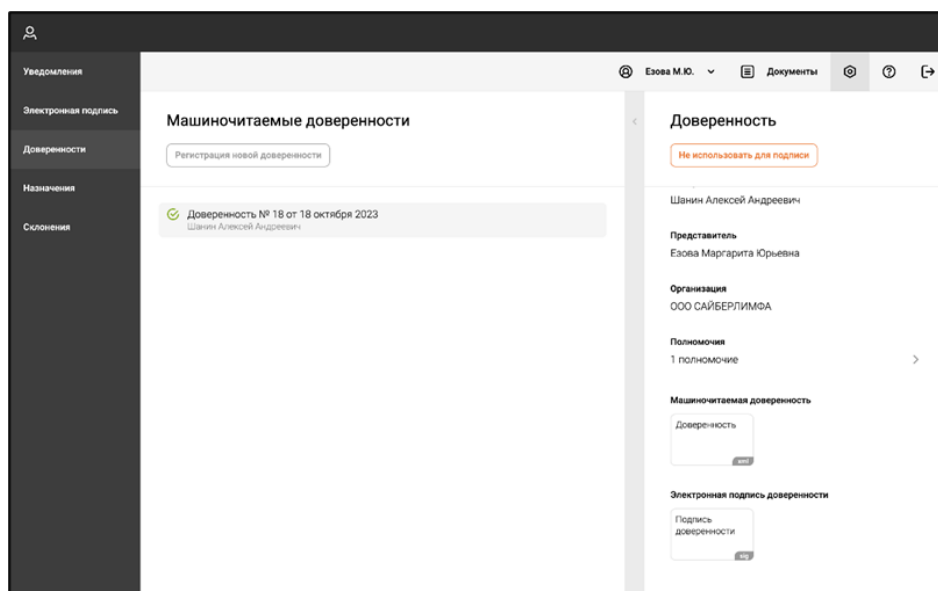 Уведомления
Электронная подпись
Доверенности
Назначения
Склонения
Езова М.Ю.
Документы
Машиночитаемые доверенности
Регистрация новой доверенности
Доверенность № 18 от 18 октября 2023
Шанин Алексей Андреевич
Доверенность
Не использовать для подписи
Шанин Алексей Андреевич
Представитель
Езова Маргарита Юрьевна
Организация
ООО САЙБЕРЛИМФА
Полномочия
1 полномочие
Машиночитаемая доверенность
Доверенность
xml
Электронная подпись доверенности
Подпись
доверенности
sig